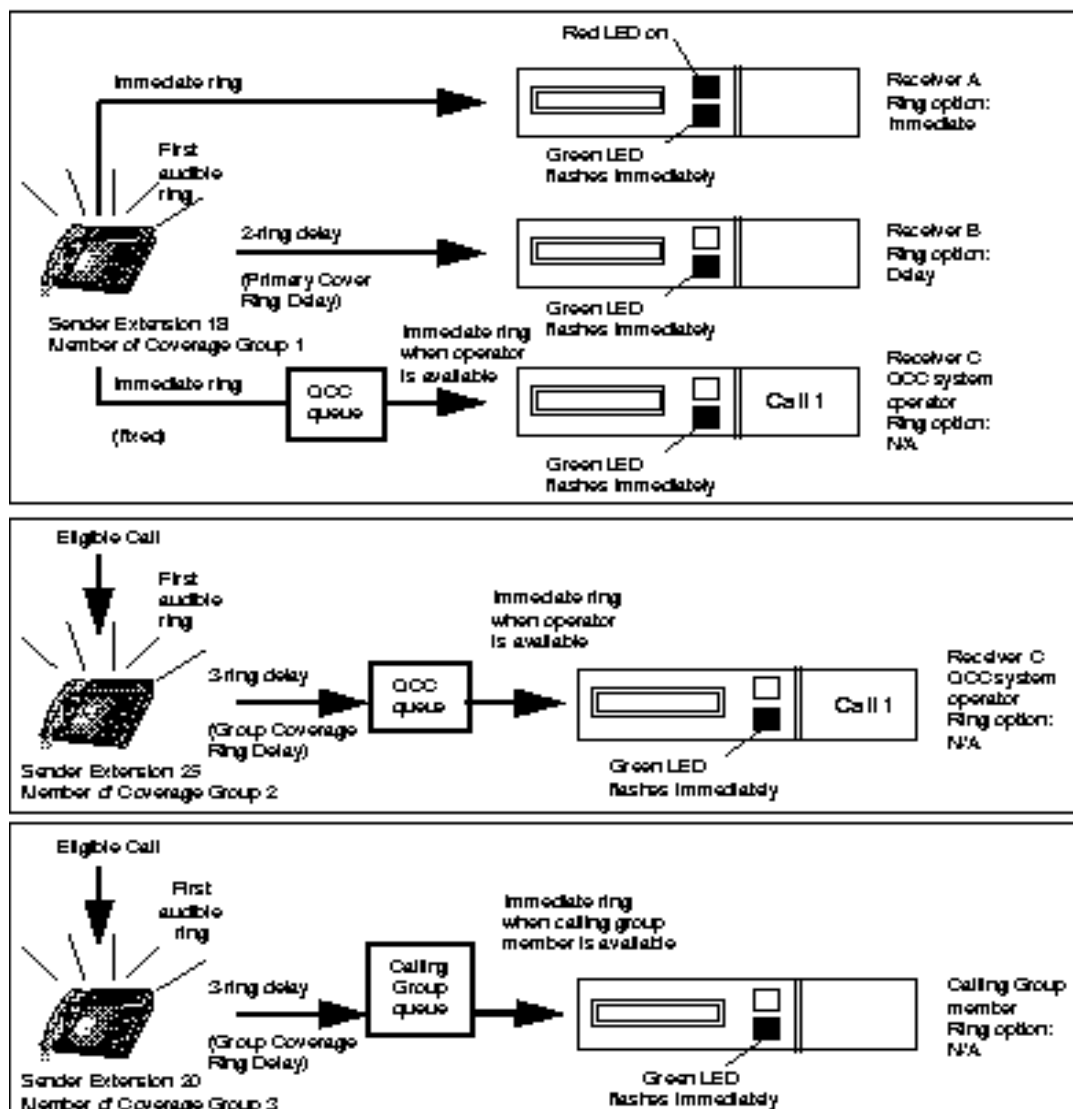 Red LED on
Immediate ring
Receiver A
Ring option:
Immediate
First
audible
ring
Green LED
flashes immediately
2-ring delay
(Primary Cover
Ring Delay)
Receiver B
Ring option:
Delay
Green LED
flashes immediately
Sender Extension 18
Member of Coverage Group 1
Immediate ring
(fixed)
QCC
queue
Immediate ring
when operator
is available
Call 1
Receiver C
QCC system
operator
Ring option:
N/A
Green LED
flashes immediately
Eligible Call
First
audible
ring
3-ring delay
(Group Coverage
Ring Delay)
QCC
queue
Immediate ring
when operator
is available
Call 1
Receiver C
QCC system
operator
Ring option:
N/A
Green LED
flashes immediately
Sender Extension 25
Member of Coverage Group 2
Eligible Call
First
audible
ring
3-ring delay
(Group Coverage
Ring Delay)
Calling
Group
queue
Immediate ring
when calling group
member is available
Calling Group
member
Ring option:
N/A
Green LED
flashes immediately
Sender Extension 20
Member of Coverage Group 3